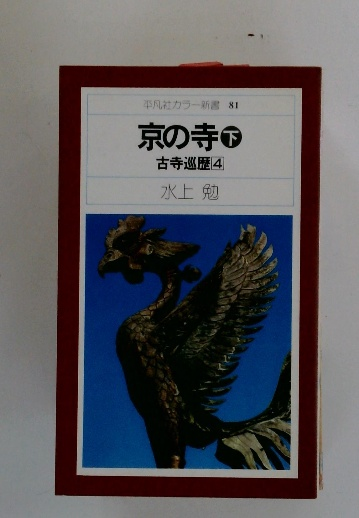 平凡社カラー新書 81
京の寺 下
古寺巡歴 4
水上 勉